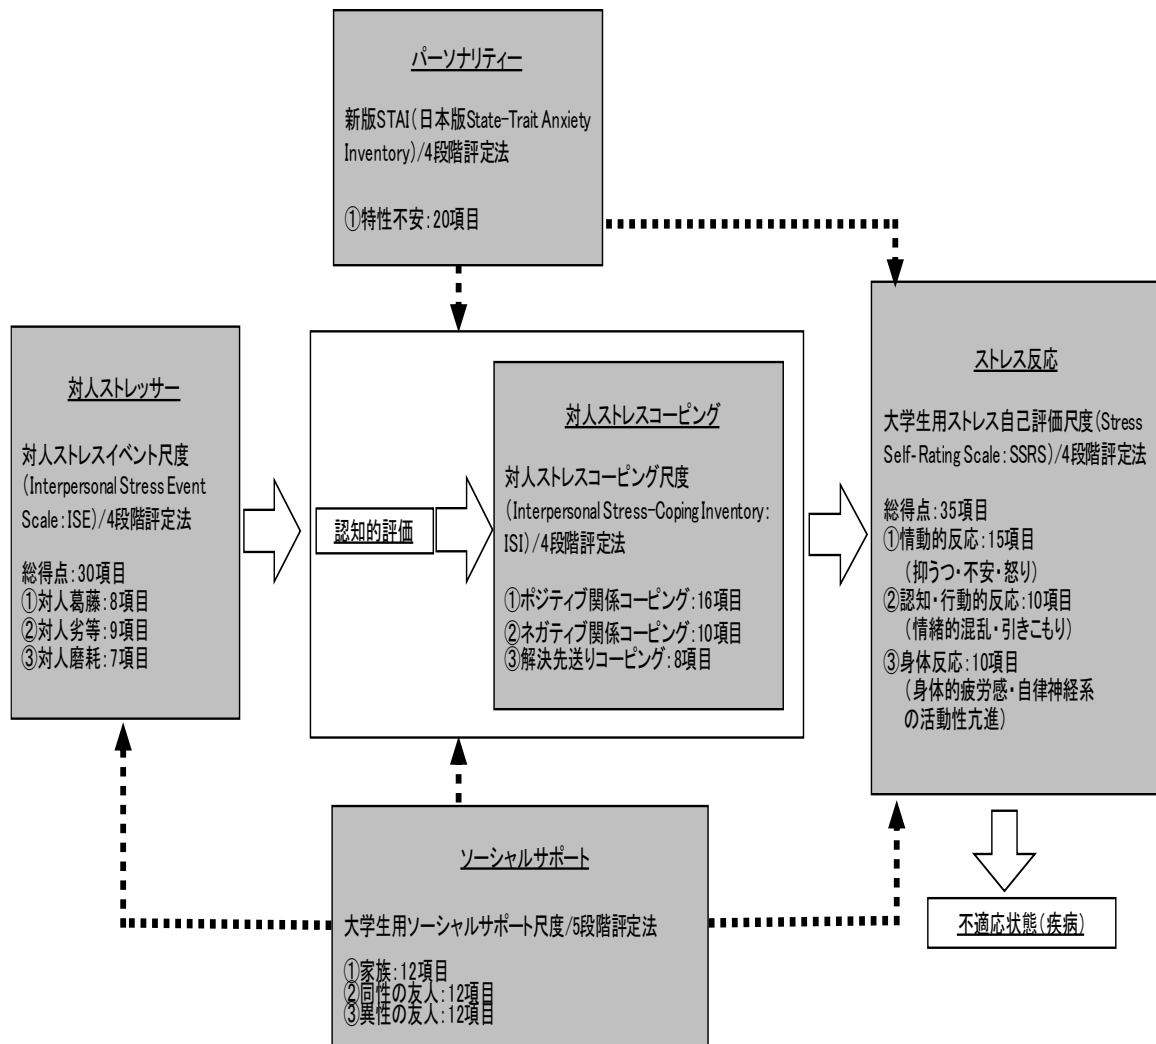 パーソナリティー
新版STAI(日本版State-Trait Anxiety
Inventory)/4段階評定法
①特性不安:20項目
対人ストレッサー
対人ストレスイベント尺度
(Interpersonal Stress Event
Scale:ISE)/4段階評定法
総得点:30項目
①対人葛藤:8項目
②対人劣等:9項目
③対人磨耗:7項目
認知的評価
対人ストレスコーピング
対人ストレスコーピング尺度
(Interpersonal Stress-Coping Inventory:
ISI)/4段階評定法
①ポジティブ関係コーピング:16項目
②ネガティブ関係コーピング:10項目
③解決先送りコーピング:8項目
ストレス反応
大学生用ストレス自己評価尺度(Stress
Self-Rating Scale:SSRS)/4段階評定法
総得点:35項目
①情動的反応:15項目
(抑うつ・不安・怒り)
②認知・行動的反応:10項目
(情緒的混乱・引きこもり)
③身体反応:10項目
(身体的疲労感・自律神経系
の活動性亢進)
ソーシャルサポート
大学生用ソーシャルサポート尺度/5段階評定法
①家族:12項目
②同性の友人:12項目
③異性の友人:12項目
不適応状態(疾病)